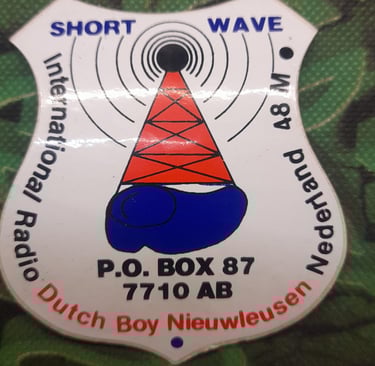 SHORT WAVE
International Radio Dutch Boy Nieuwleusen Nederland 48 M
P.O. BOX 87
7710 AB